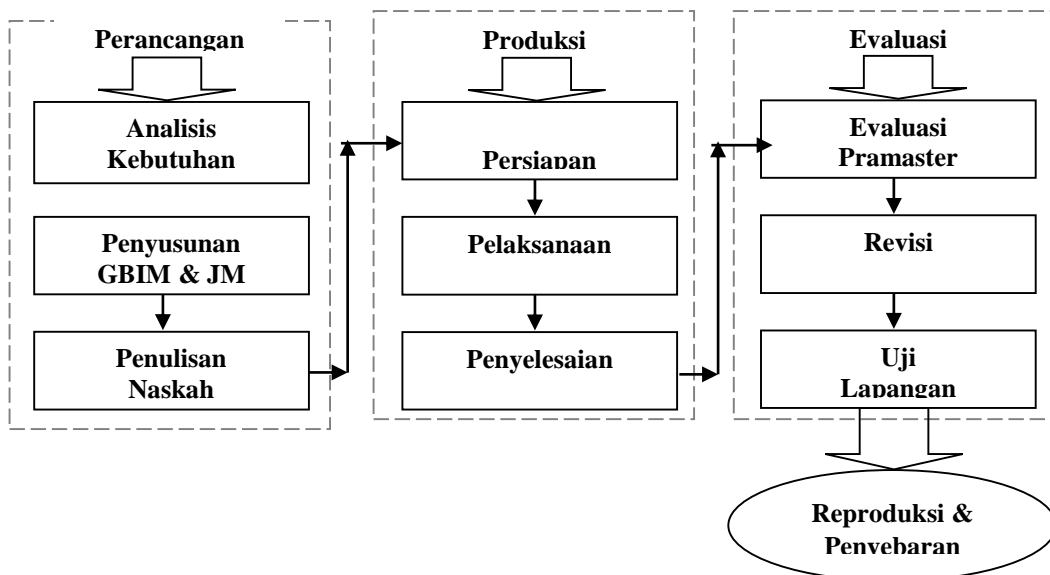 Perancangan
Analisis
Kebutuhan
Penyusunan
GBIM & JM
Penulisan
Naskah
Produksi
Persiapan
Pelaksanaan
Penyelesaian
Evaluasi
Evaluasi
Pramaster
Revisi
Uji
Lapangan
Reproduksi &
Penyebaran